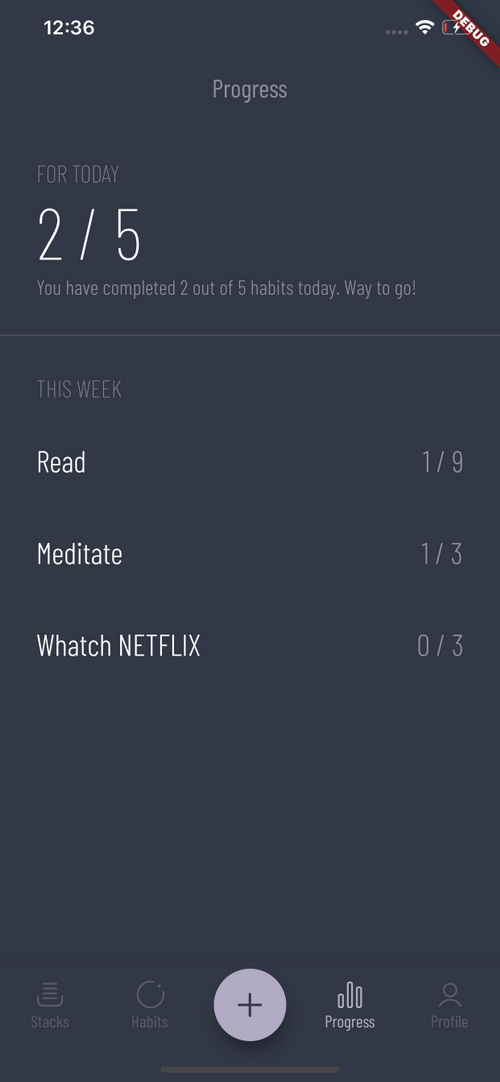 12:36
DEBUG
Progress
FOR TODAY
2 / 5
You have completed 2 out of 5 habits today. Way to go!
THIS WEEK
Read 1 / 9
Meditate 1 / 3
Whatch NETFLIX 0 / 3
Stacks Habits Progress Profile